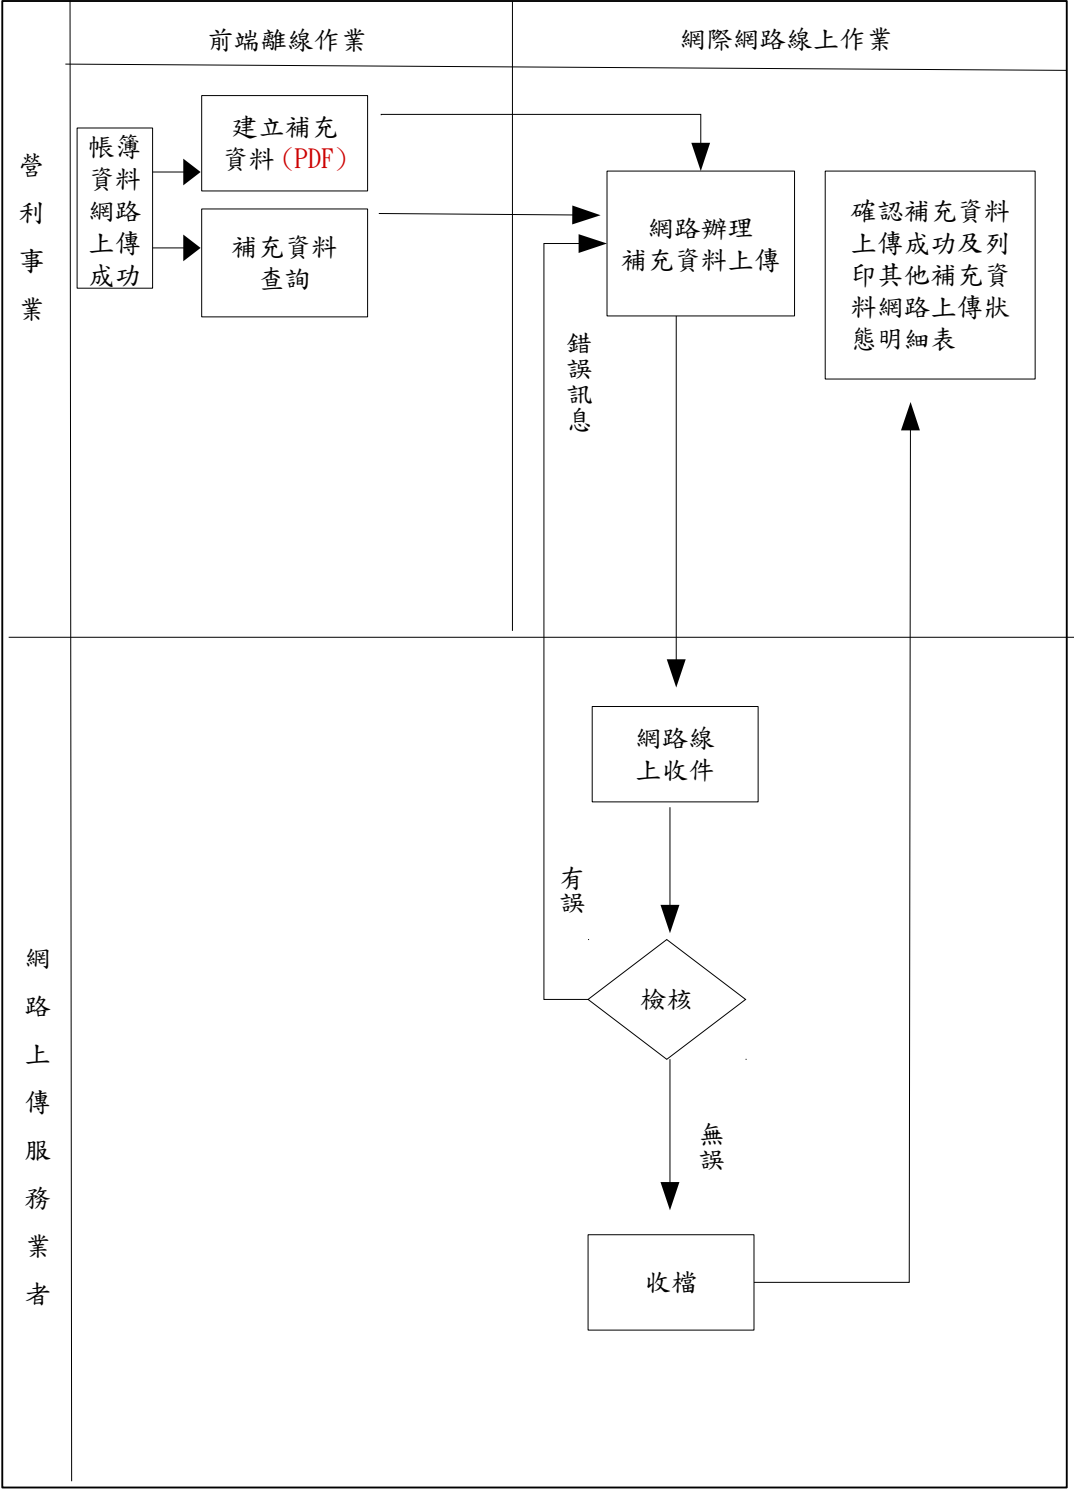 前端離線作業
網際網路線上作業
營利事業
帳簿
資料
網路
上傳
成功
建立補充
資料(PDF)
補充資料
查詢
網路辦理
補充資料上傳
確認補充資料
上傳成功及列
印其他補充資
料網路上傳狀
態明細表
錯誤訊息
網路上傳服務業者
網路線
上收件
有誤
檢核
無誤
收檔